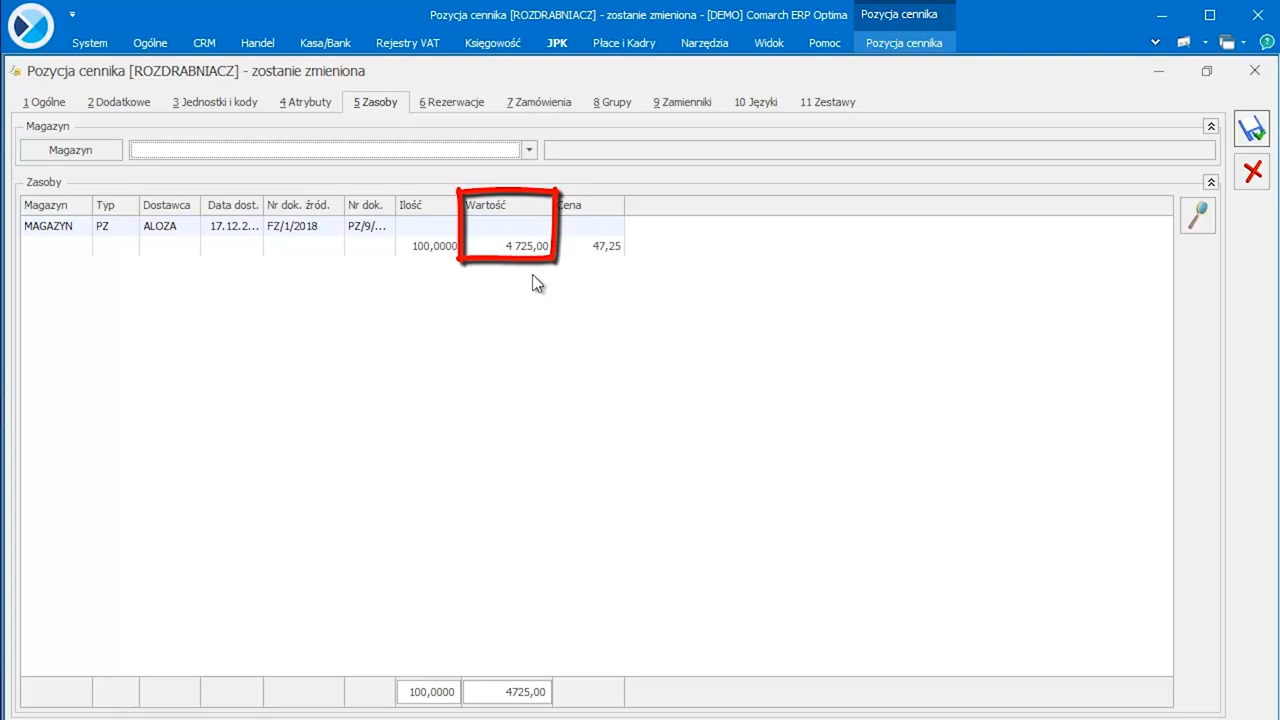 Pozycja cennika [ROZDRABNIACZ] - zostanie zmieniona - [DEMO] Comarch ERP Optima
Pozycja cennika
System Ogólne CRM Handel Kasa/Bank Rejestry VAT Księgowość JPK Płace i Kadry Narzędzia Widok Pomoc Pozycja cennika
Pozycja cennika [ROZDRABNIACZ] - zostanie zmieniona
1 Ogólne 2 Dodatkowe 3 Jednostki i kody 4 Atrybuty 5 Zasoby 6 Rezerwacje 7 Zamówienia 8 Grupy 9 Zamienniki 10 Języki 11 Zestawy
Magazyn
Magazyn
Zasoby
Magazyn Typ Dostawca Data dost. Nr dok. źród. Nr dok. Ilość Wartość Cena
MAGAZYN PZ ALOZA 17.12.2... FZ/1/2018 PZ/9/...
100,0000 4 725,00 47,25
100,0000 4725,00